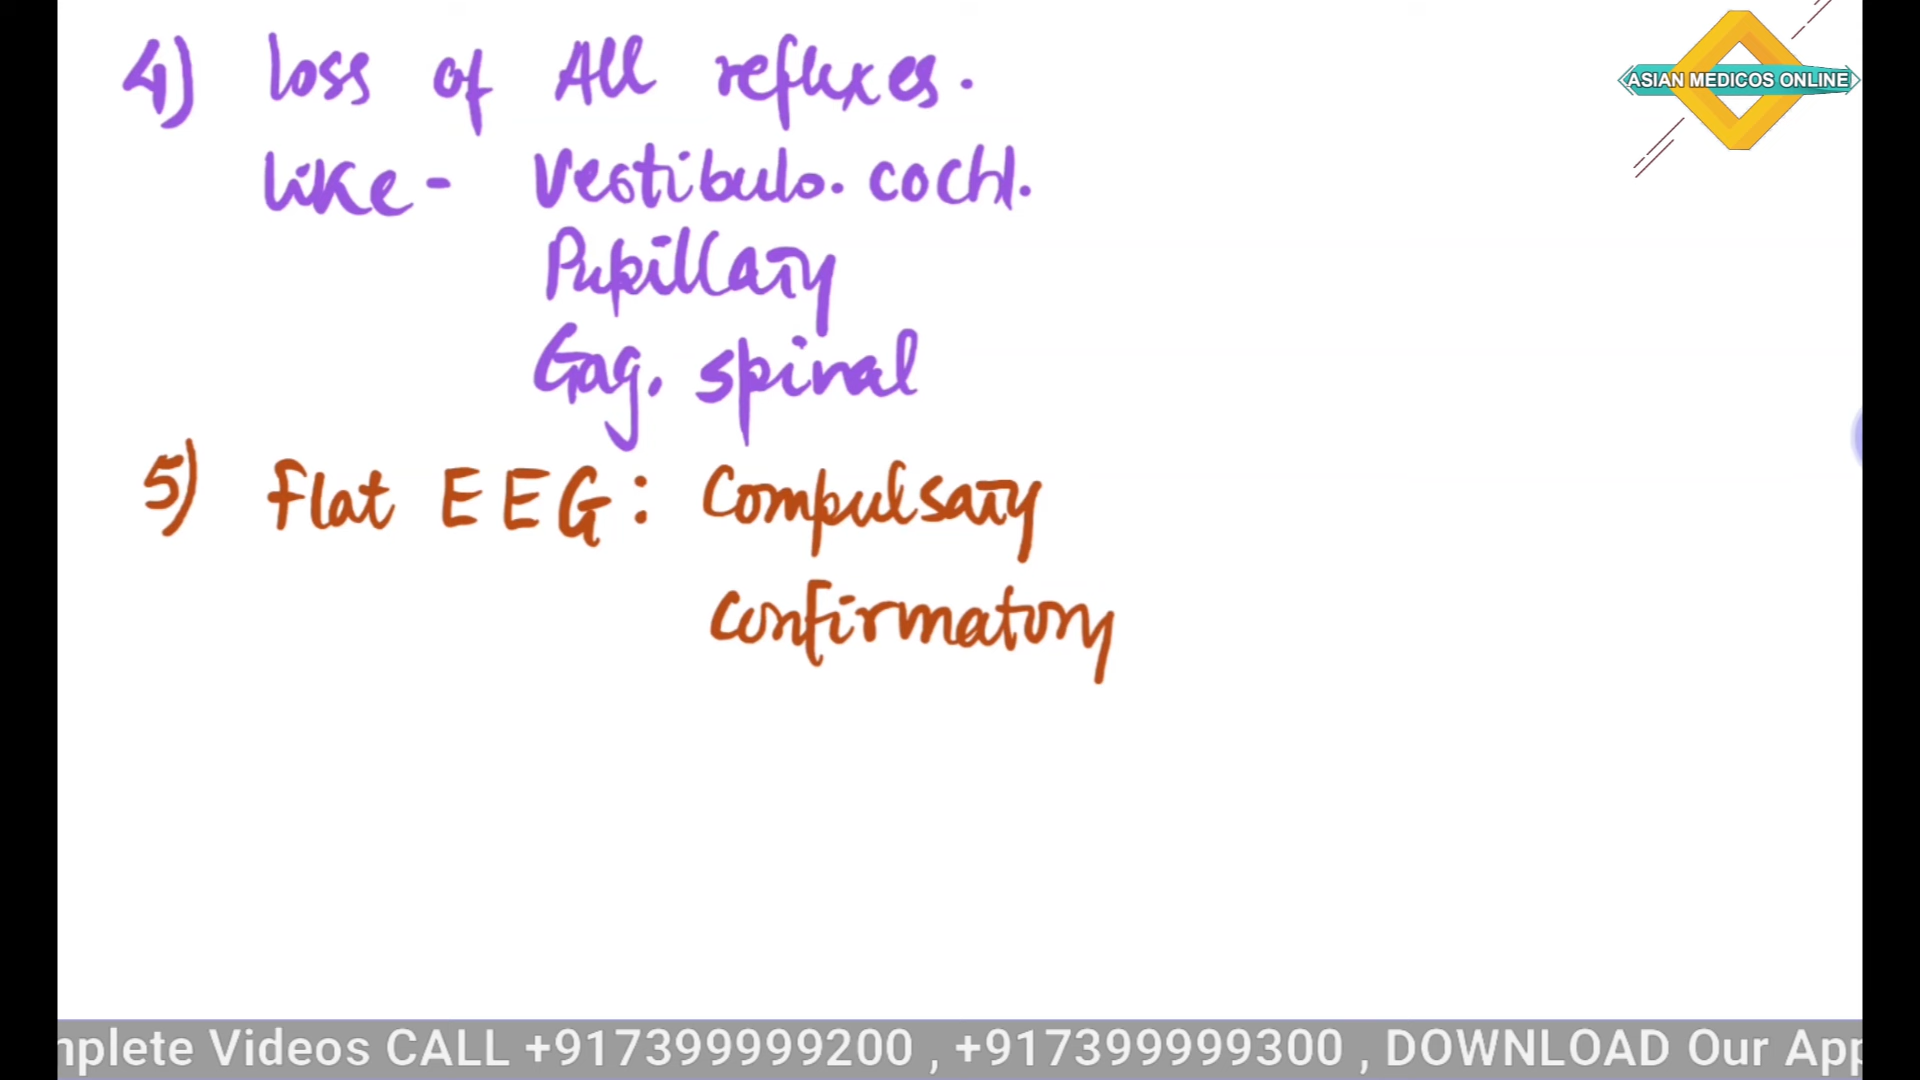 4) loss of All refluxes.
like - Vestibulo. cochl.
Pupillary
Gag. spinal
5) flat EEG : Compulsary
confirmatory
ASIAN MEDICOS ONLINE
nplete Videos CALL +917399999200 , +917399999300 , DOWNLOAD Our App